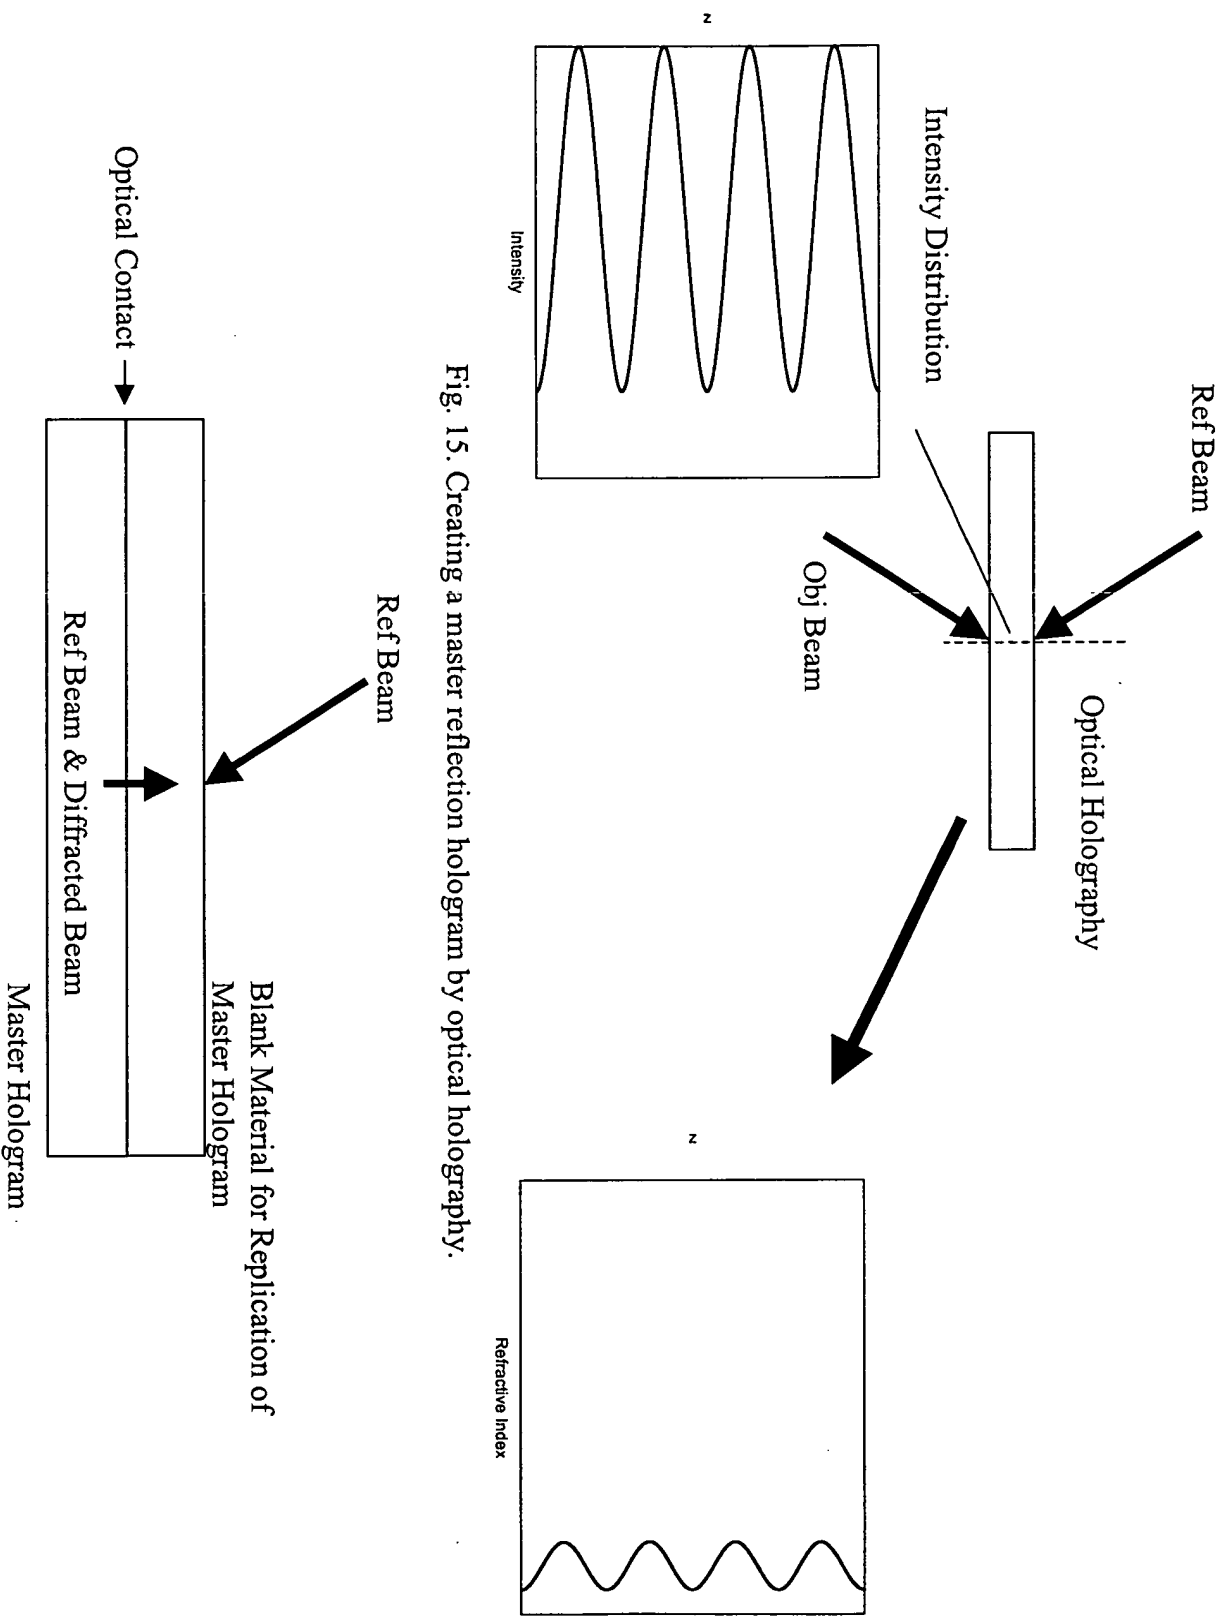 Ref Beam
Optical Holography
Intensity Distribution
Obj Beam
z
Intensity
z
Refractive Index
Fig. 15. Creating a master reflection hologram by optical holography.
Ref Beam
Blank Material for Replication of
Master Hologram
Optical Contact
Ref Beam & Diffracted Beam
Master Hologram